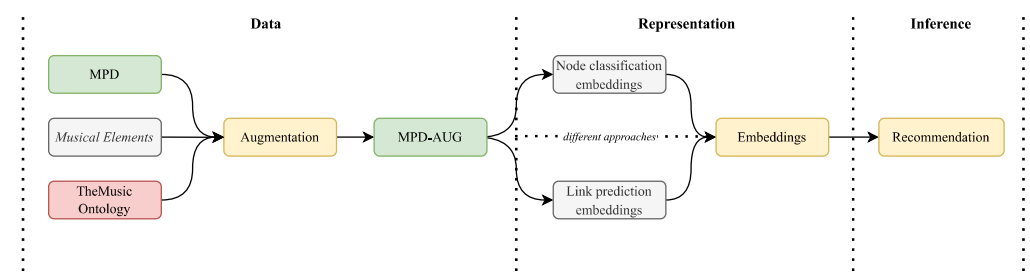 Data
Representation
Inference
MPD
Musical Elements
TheMusic
Ontology
Augmentation
MPD-AUG
Node classification
embeddings
different approaches
Link prediction
embeddings
Embeddings
Recommendation